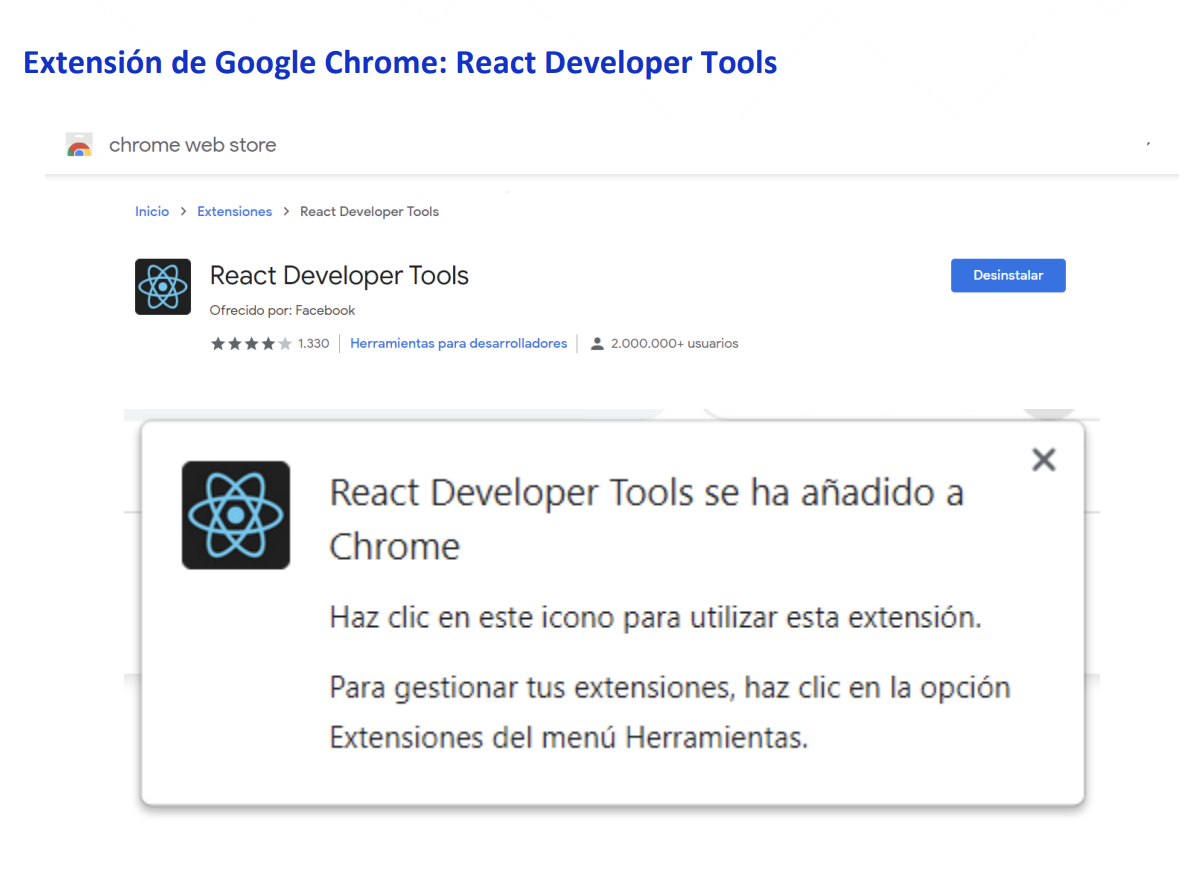 Extensión de Google Chrome: React Developer Tools
chrome web store
Inicio > Extensiones > React Developer Tools
React Developer Tools
Desinstalar
Ofrecido por: Facebook
1.330 | Herramientas para desarrolladores | 2.000.000+ usuarios
React Developer Tools se ha añadido a
Chrome
Haz clic en este icono para utilizar esta extensión.
Para gestionar tus extensiones, haz clic en la opción
Extensiones del menú Herramientas.